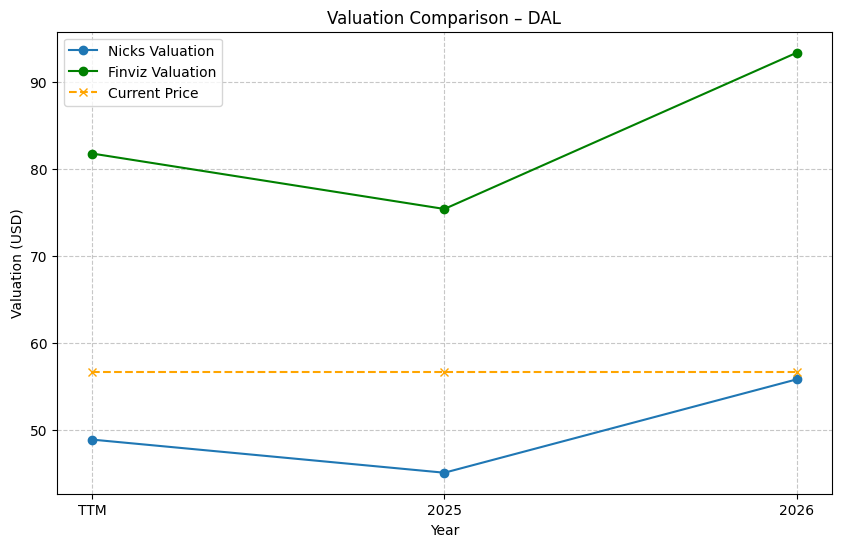 Valuation Comparison – DAL
Nicks Valuation
Finviz Valuation
Current Price
Valuation (USD)
90
80
70
60
50
TTM
2025
2026
Year